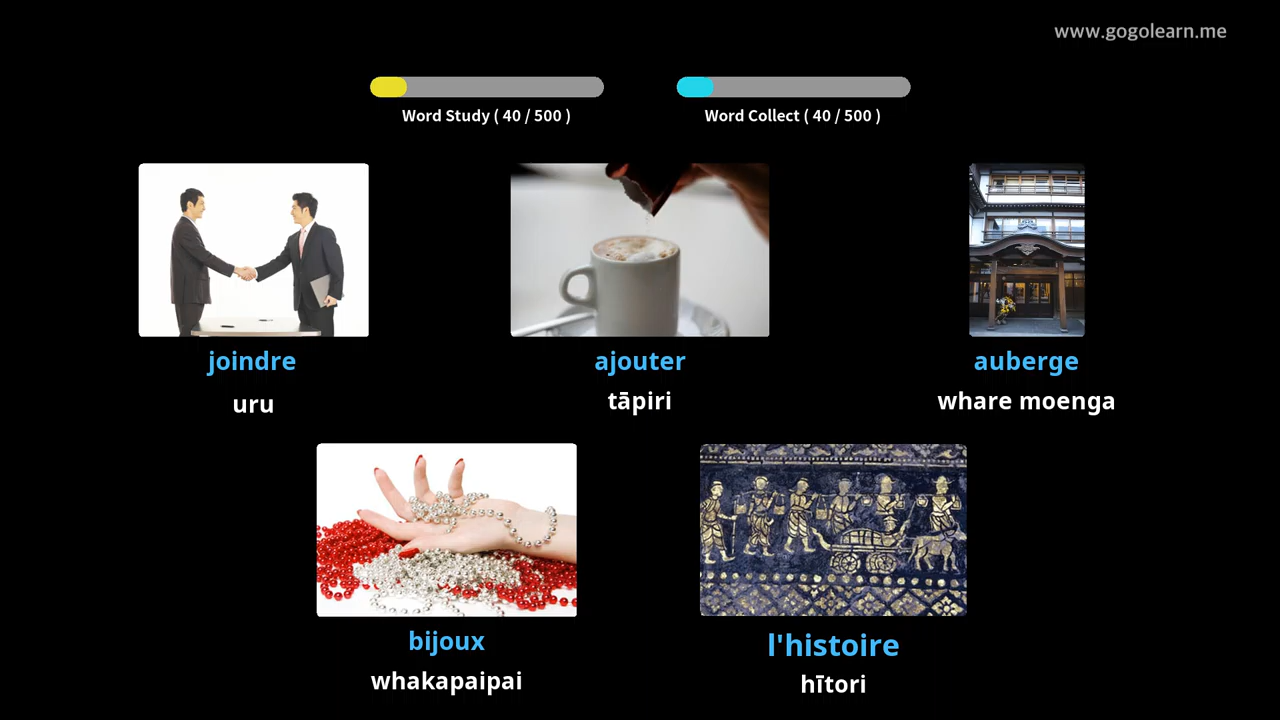 www.gogolearn.me
Word Study ( 40 / 500 )
Word Collect ( 40 / 500 )
joindre
uru
ajouter
tāpiri
auberge
whare moenga
bijoux
whakapaipai
l'histoire
hītori